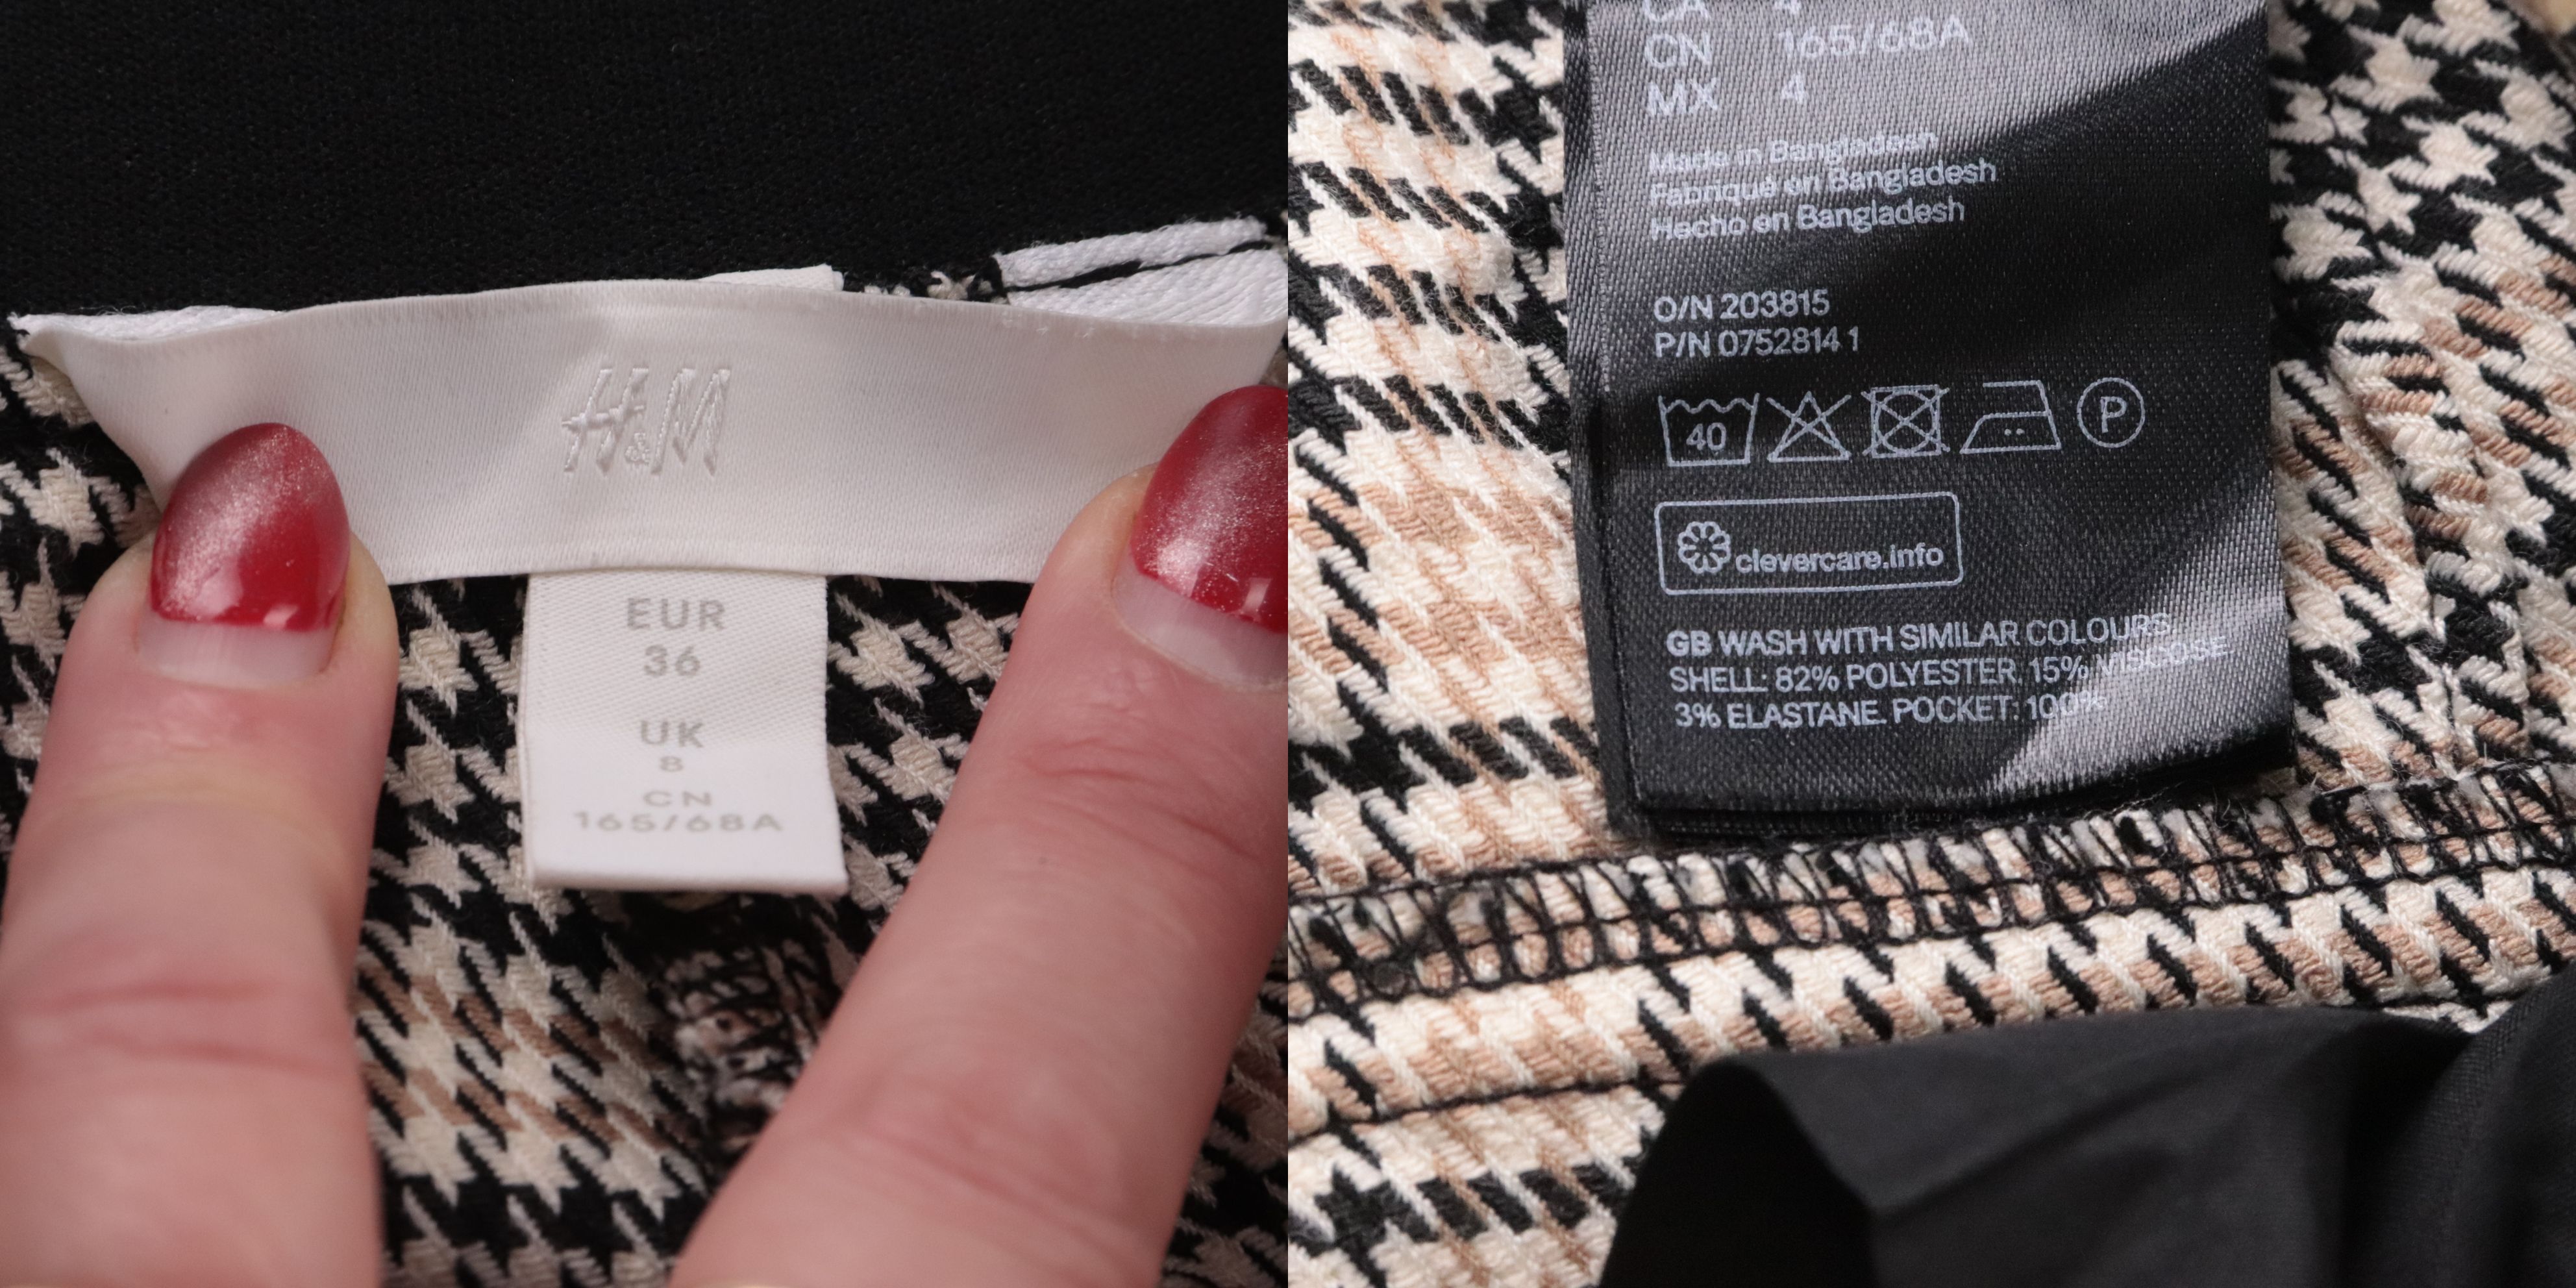 H&M
EUR
36
UK
8
CN
165/68A
CA 4
CN 165/68A
MX 4
Made in Bangladesh
Fabriqué en Bangladesh
Hecho en Bangladesh
O/N 203815
P/N 0752814 1
40
P
clevercare.info
GB WASH WITH SIMILAR COLOURS
SHELL: 82% POLYESTER. 15% VISCOSE
3% ELASTANE. POCKET: 100%